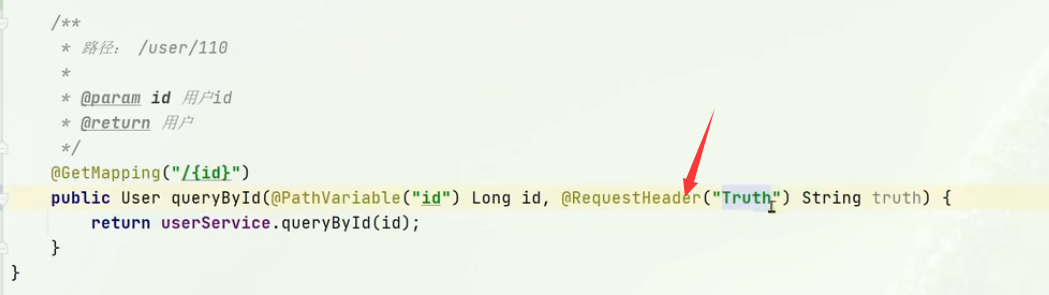 /**
* 路径： /user/110
*
* @param id 用户id
* @return 用户
*/
@GetMapping("/{id}")
public User queryById(@PathVariable("id") Long id, @RequestHeader("Truth") String truth) {
return userService.queryById(id);
}
}